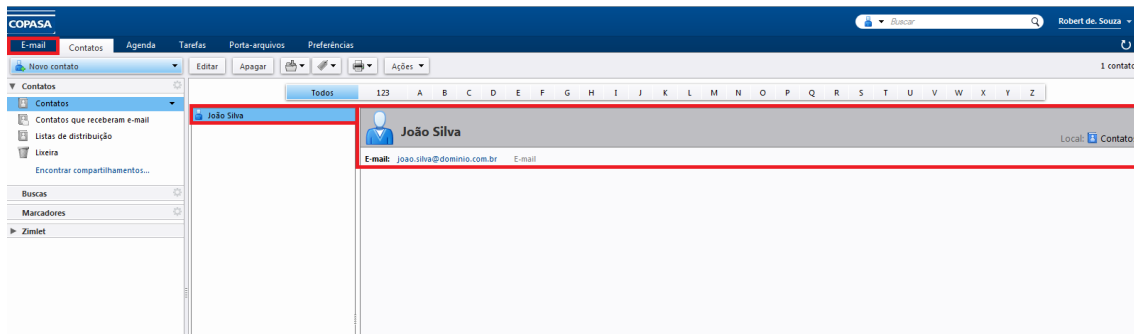 COPASA
Buscar
Robert de. Souza
E-mail Contatos Agenda Tarefas Porta-arquivos Preferências
Novo contato Editar Apagar Ações 1 contato
Contatos
Todos 123 A B C D E F G H I J K L M N O P Q R S T U V W X Y Z
Contatos
João Silva
Contatos que receberam e-mail
João Silva
Listas de distribuição
Local: Contatos
Lixeira
E-mail: joao.silva@dominio.com.br E-mail
Encontrar compartilhamentos...
Buscas
Marcadores
Zimlet